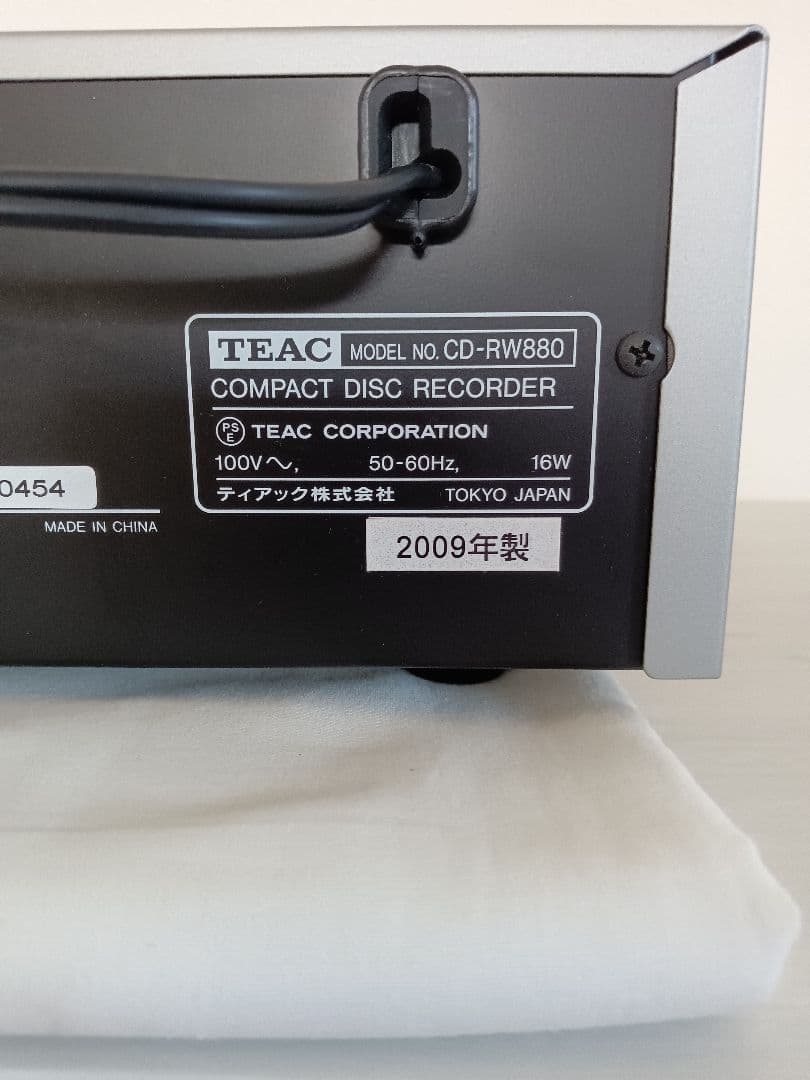 TEAC MODEL NO. CD-RW880
COMPACT DISC RECORDER
PSE TEAC CORPORATION
100V～, 50-60Hz, 16W
ティアック株式会社 TOKYO JAPAN
0454
MADE IN CHINA
2009年製